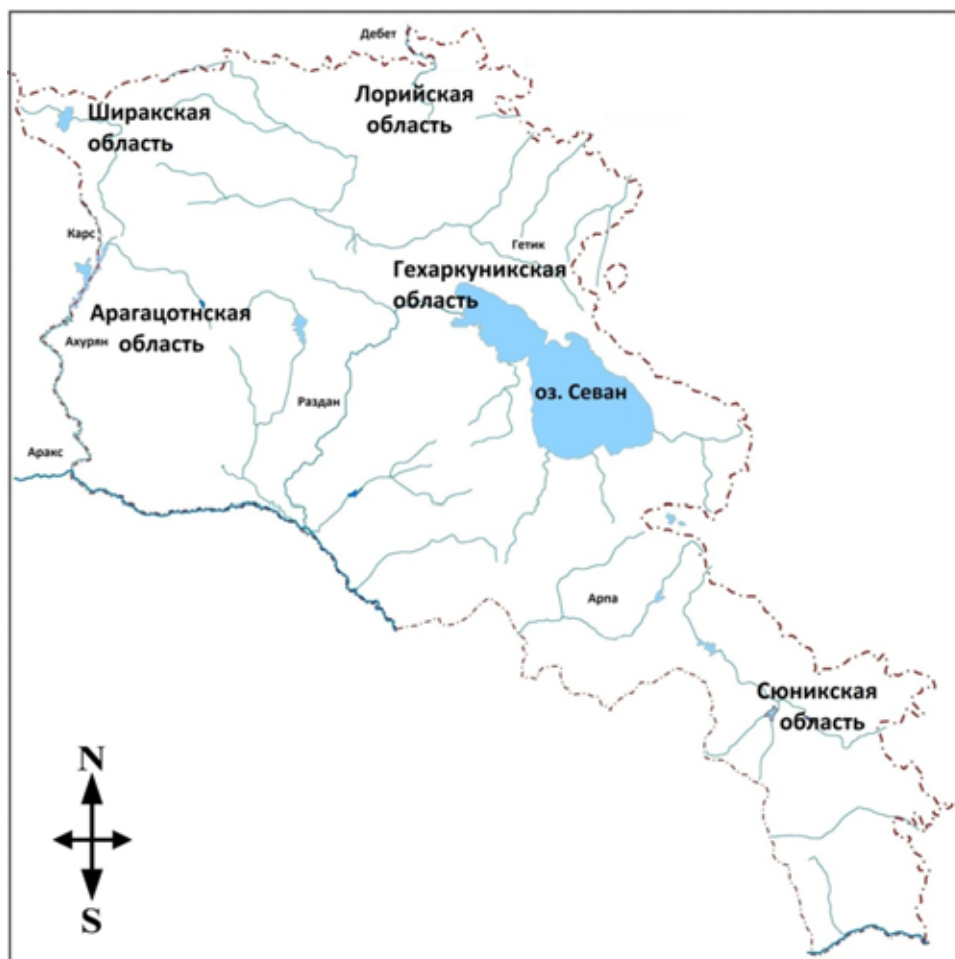 Дебет
Лорийская
область
Ширакская
область
Карс
Гетик
Гехаркуникская
область
Арагацотнская
область
Ахурян
оз. Севан
Раздан
Аракс
Арпа
Сюникская
область
N
S